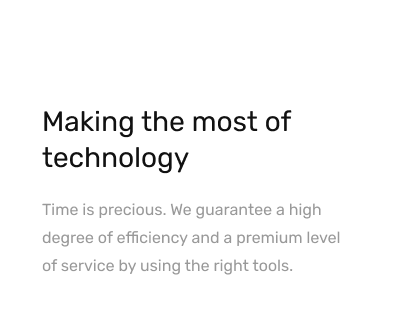 Making the most of
technology
Time is precious. We guarantee a high
degree of efficiency and a premium level
of service by using the right tools.